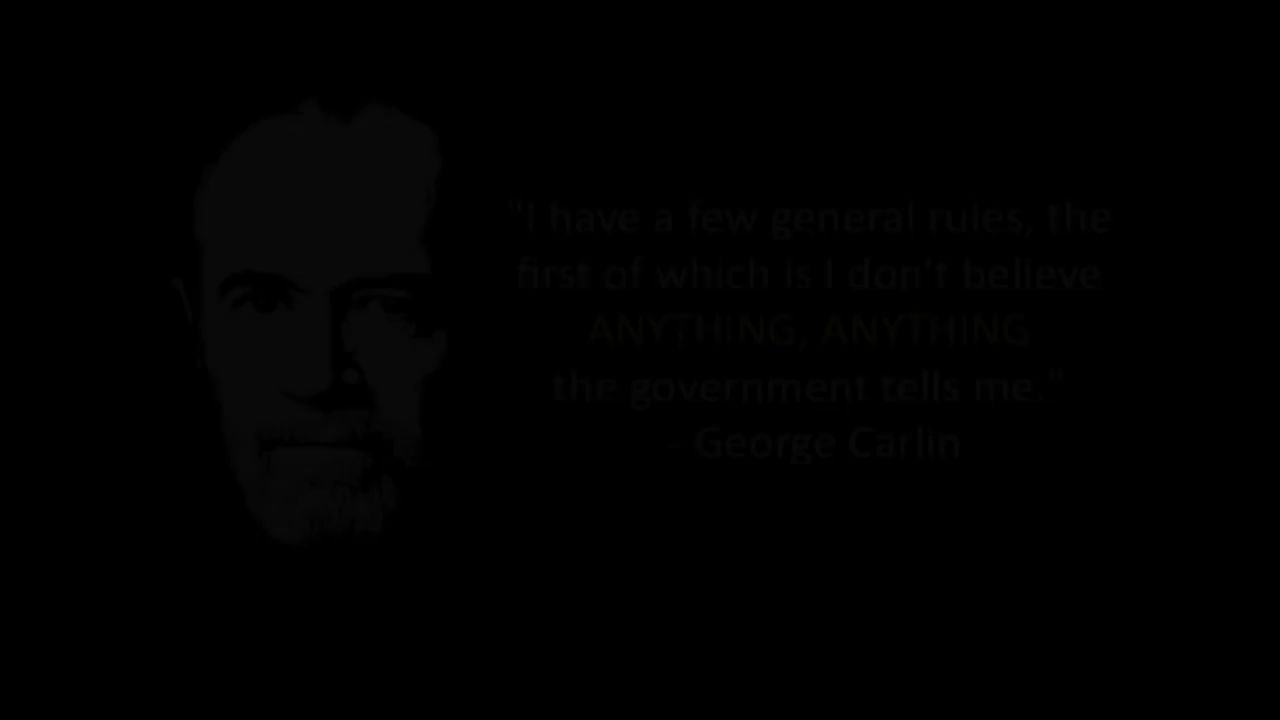 "I have a few general rules, the
first of which is I don't believe
ANYTHING, ANYTHING
the government tells me."
- George Carlin